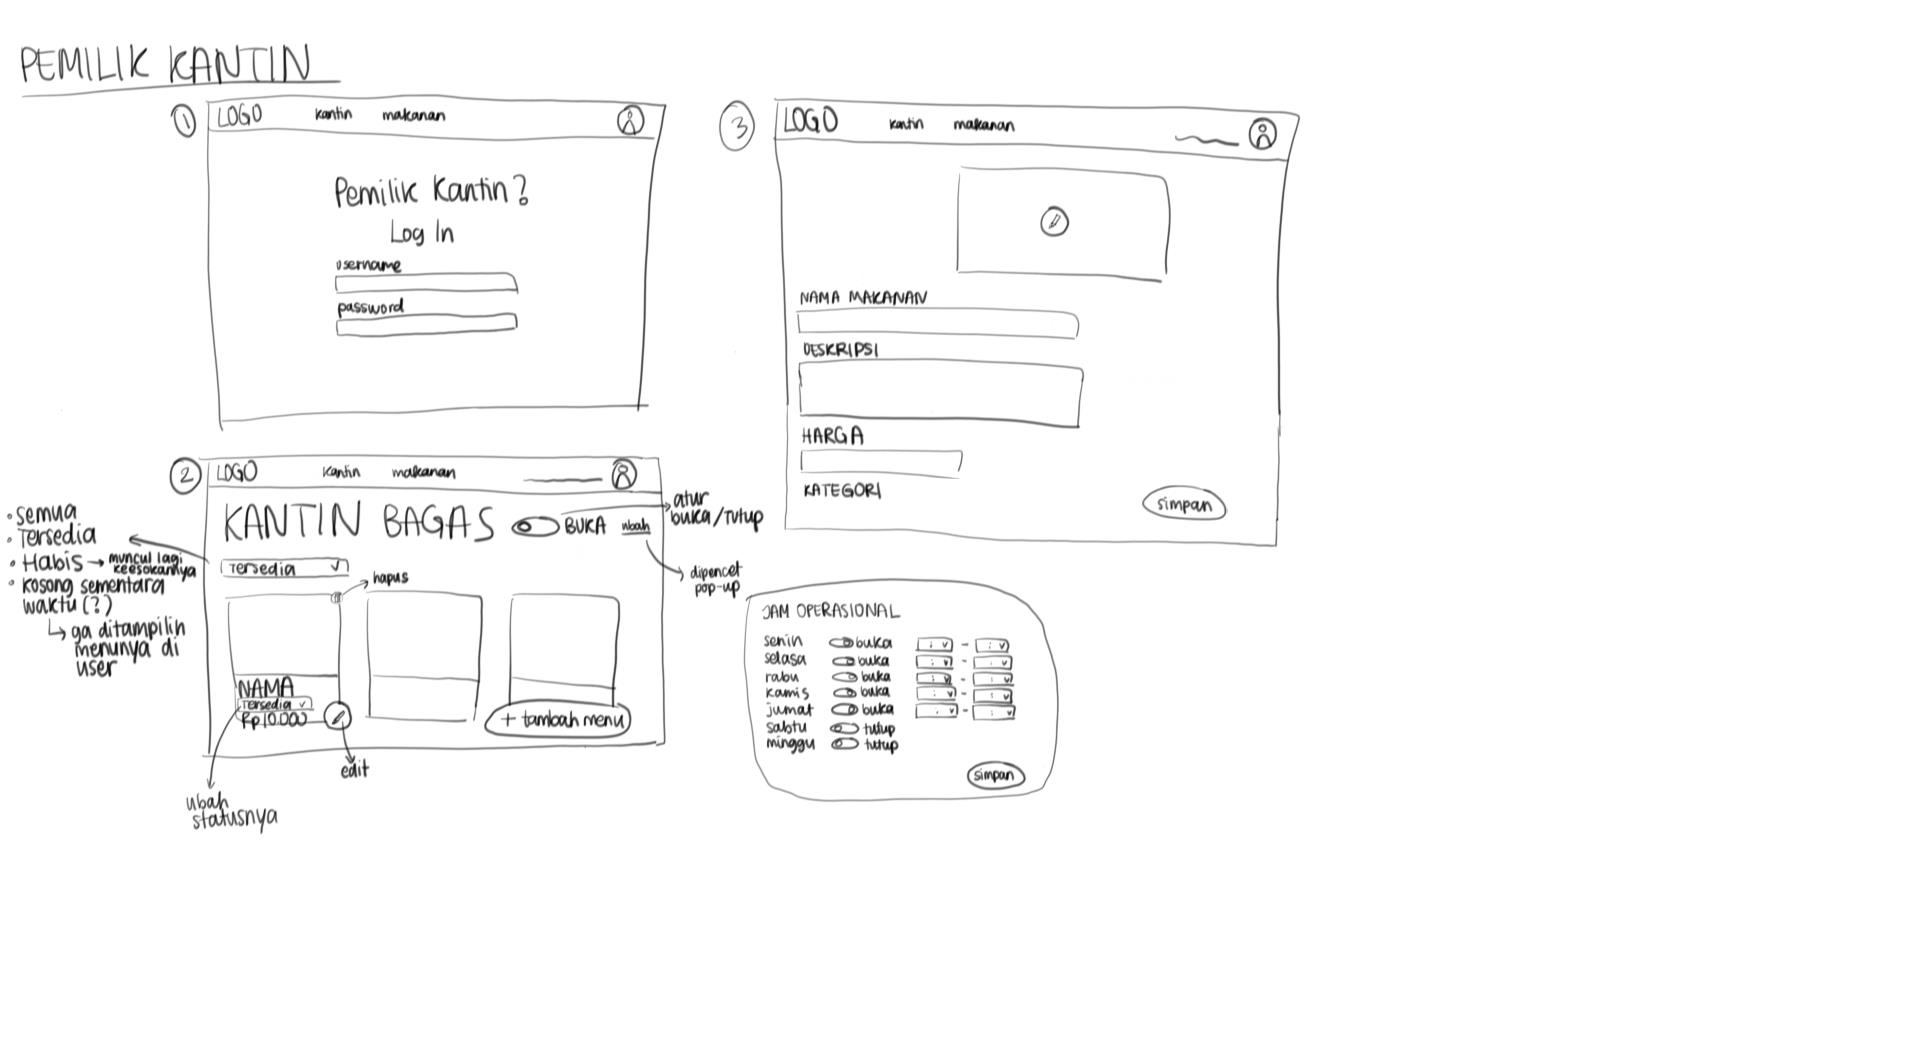 PEMILIK KANTIN
1
LOGO kantin makanan
Pemilik Kantin?
Log In
username
password
2
LOGO kantin makanan
KANTIN BAGAS BUKA ubah
atur
buka/tutup
dipencet
pop-up
• semua
• Tersedia
• Habis → muncul lagi
keesokannya
• kosong sementara
waktu (?)
↳ ga ditampilin
menunya di
user
Tersedia
hapus
NAMA
Tersedia
Rp10.000
+ tambah menu
edit
ubah
statusnya
3
LOGO kantin makanan
NAMA MAKANAN
DESKRIPSI
HARGA
KATEGORI
simpan
JAM OPERASIONAL
senin buka : - :
selasa buka : - :
rabu buka : - :
kamis buka : - :
jumat buka : - :
sabtu tutup
minggu tutup
simpan